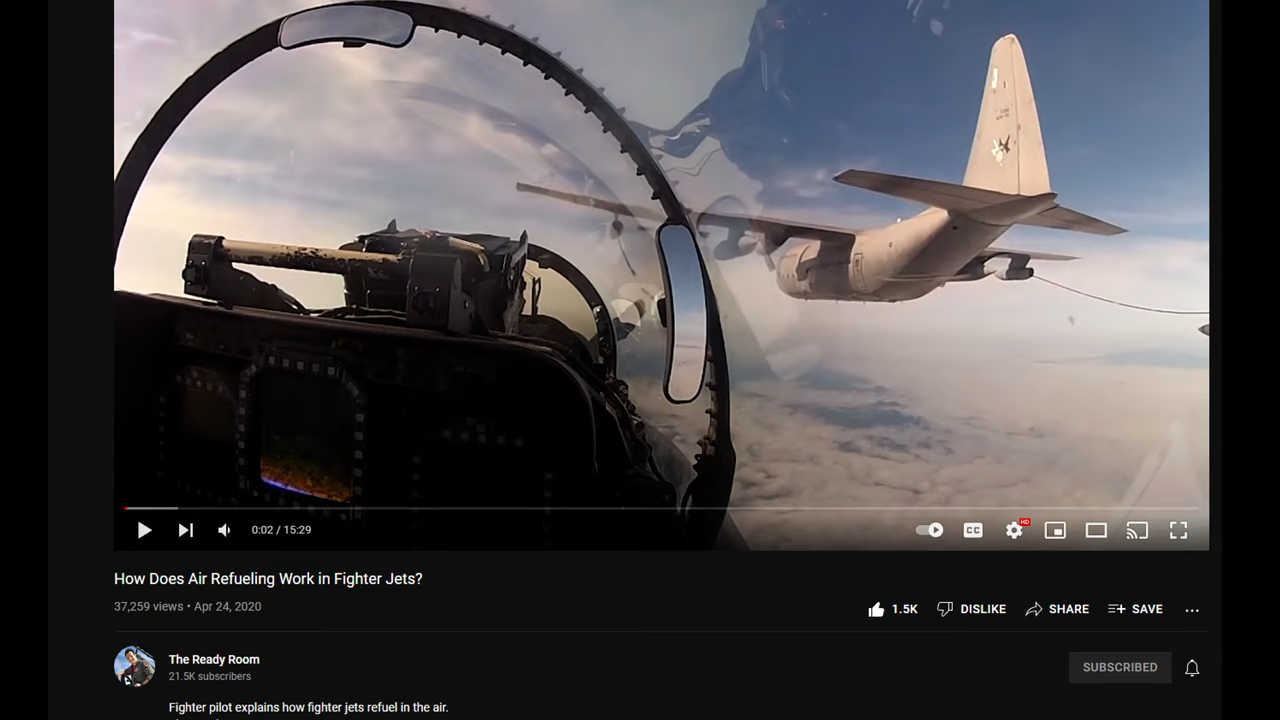 HD
CC
0:02 / 15:29
How Does Air Refueling Work in Fighter Jets?
37,259 views • Apr 24, 2020
1.5K DISLIKE SHARE SAVE
The Ready Room
21.5K subscribers
SUBSCRIBED
Fighter pilot explains how fighter jets refuel in the air.